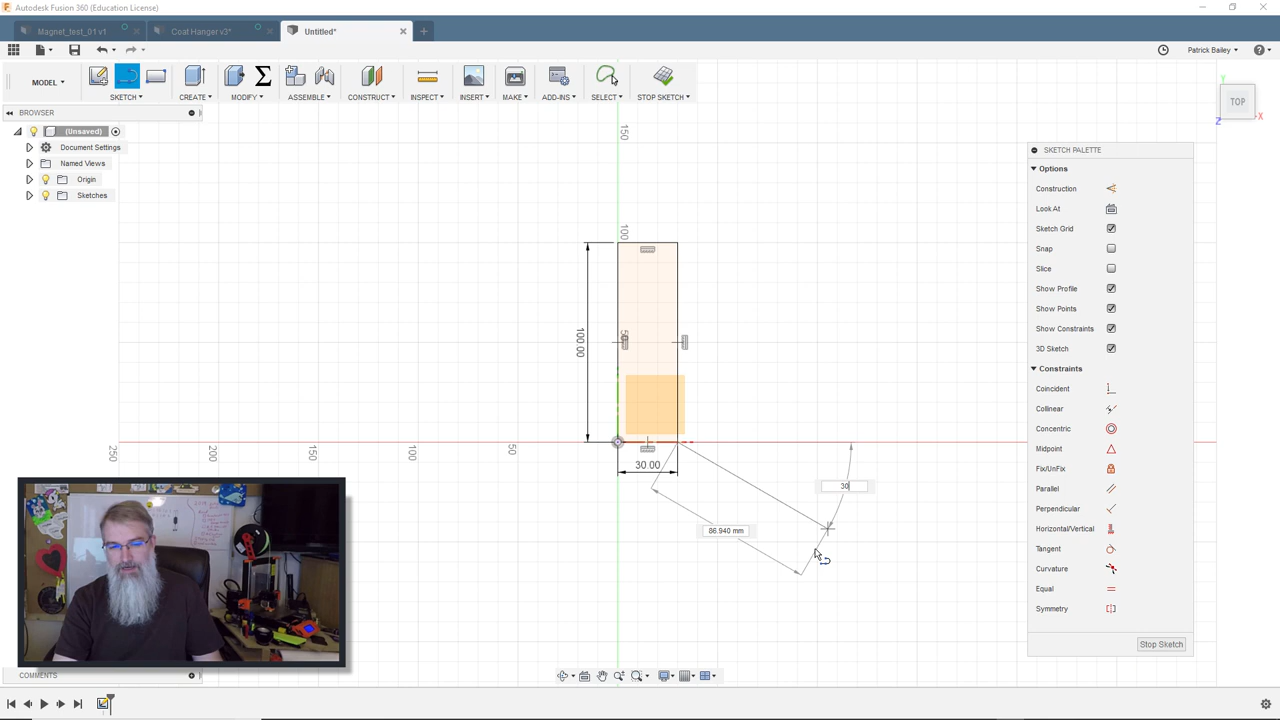 Autodesk Fusion 360 (Education License)
Magnet_test_01 v1
Coat Hanger v3*
Untitled*
Patrick Bailey
MODEL
SKETCH
CREATE
MODIFY
ASSEMBLE
CONSTRUCT
INSPECT
INSERT
MAKE
ADD-INS
SELECT
STOP SKETCH
BROWSER
(Unsaved)
Document Settings
Named Views
Origin
Sketches
TOP
Y
X
Z
150
100
50
100.00
250
200
150
100
50
30.00
30
86.940 mm
SKETCH PALETTE
Options
Construction
Look At
Sketch Grid
Snap
Slice
Show Profile
Show Points
Show Constraints
3D Sketch
Constraints
Coincident
Collinear
Concentric
Midpoint
Fix/UnFix
Parallel
Perpendicular
Horizontal/Vertical
Tangent
Curvature
Equal
Symmetry
Stop Sketch
COMMENTS